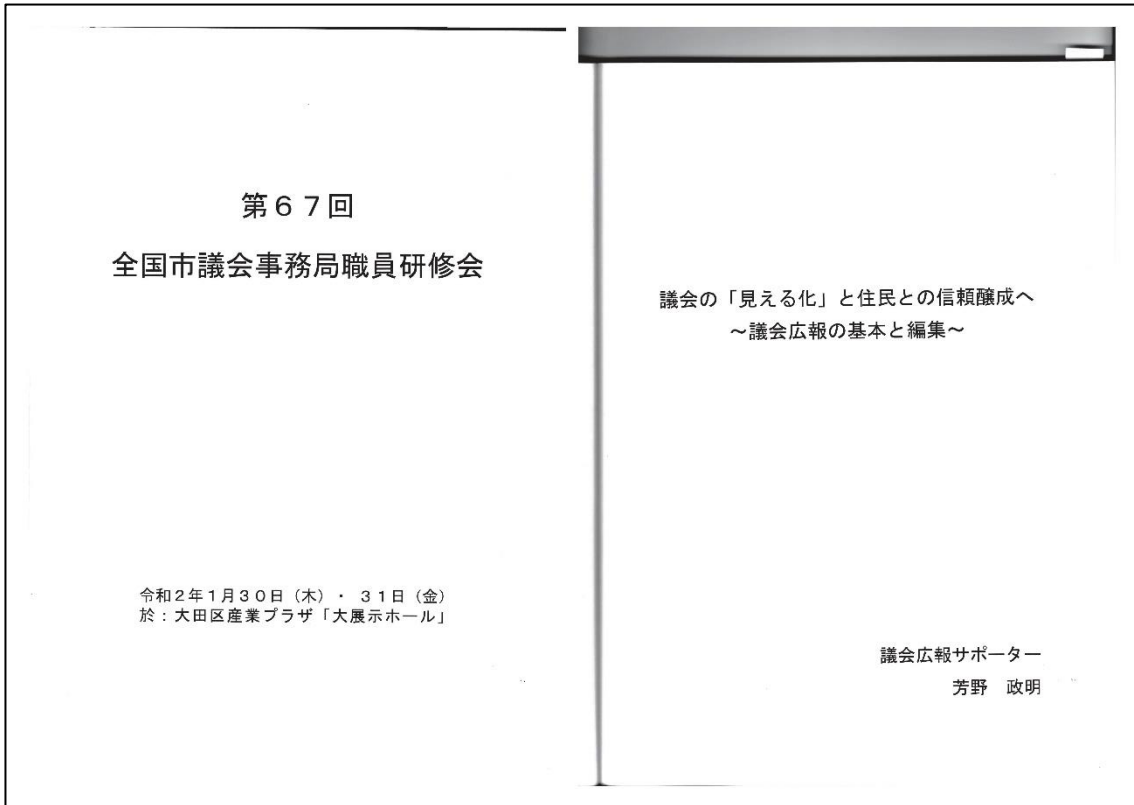 第６７回
全国市議会事務局職員研修会
令和２年１月３０日（木）・ ３１日（金）
於：大田区産業プラザ「大展示ホール」
議会の「見える化」と住民との信頼醸成へ
～議会広報の基本と編集～
議会広報サポーター
芳野　政明